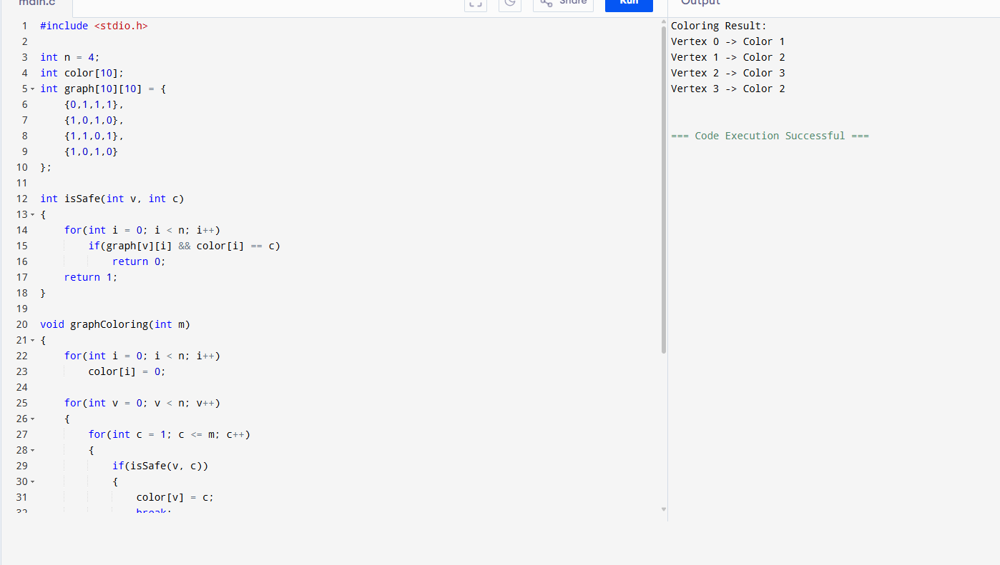 main.c
Share
Run
Output
1 #include <stdio.h>
2
3 int n = 4;
4 int color[10];
5 int graph[10][10] = {
6 {0,1,1,1},
7 {1,0,1,0},
8 {1,1,0,1},
9 {1,0,1,0}
10 };
11
12 int isSafe(int v, int c)
13 {
14 for(int i = 0; i < n; i++)
15 if(graph[v][i] && color[i] == c)
16 return 0;
17 return 1;
18 }
19
20 void graphColoring(int m)
21 {
22 for(int i = 0; i < n; i++)
23 color[i] = 0;
24
25 for(int v = 0; v < n; v++)
26 {
27 for(int c = 1; c <= m; c++)
28 {
29 if(isSafe(v, c))
30 {
31 color[v] = c;
32 break;
Coloring Result:
Vertex 0 -> Color 1
Vertex 1 -> Color 2
Vertex 2 -> Color 3
Vertex 3 -> Color 2
=== Code Execution Successful ===